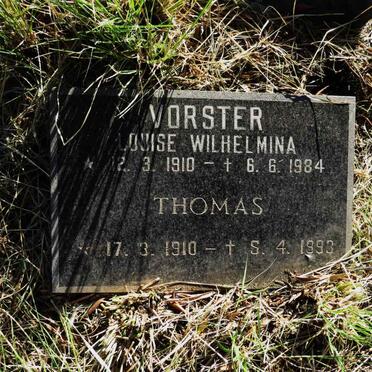 VORSTER
LOUISE WILHELMINA
* 12. 3. 1910 – † 6. 6. 1984
THOMAS
* 17. 3. 1910 – † 5. 4. 1993